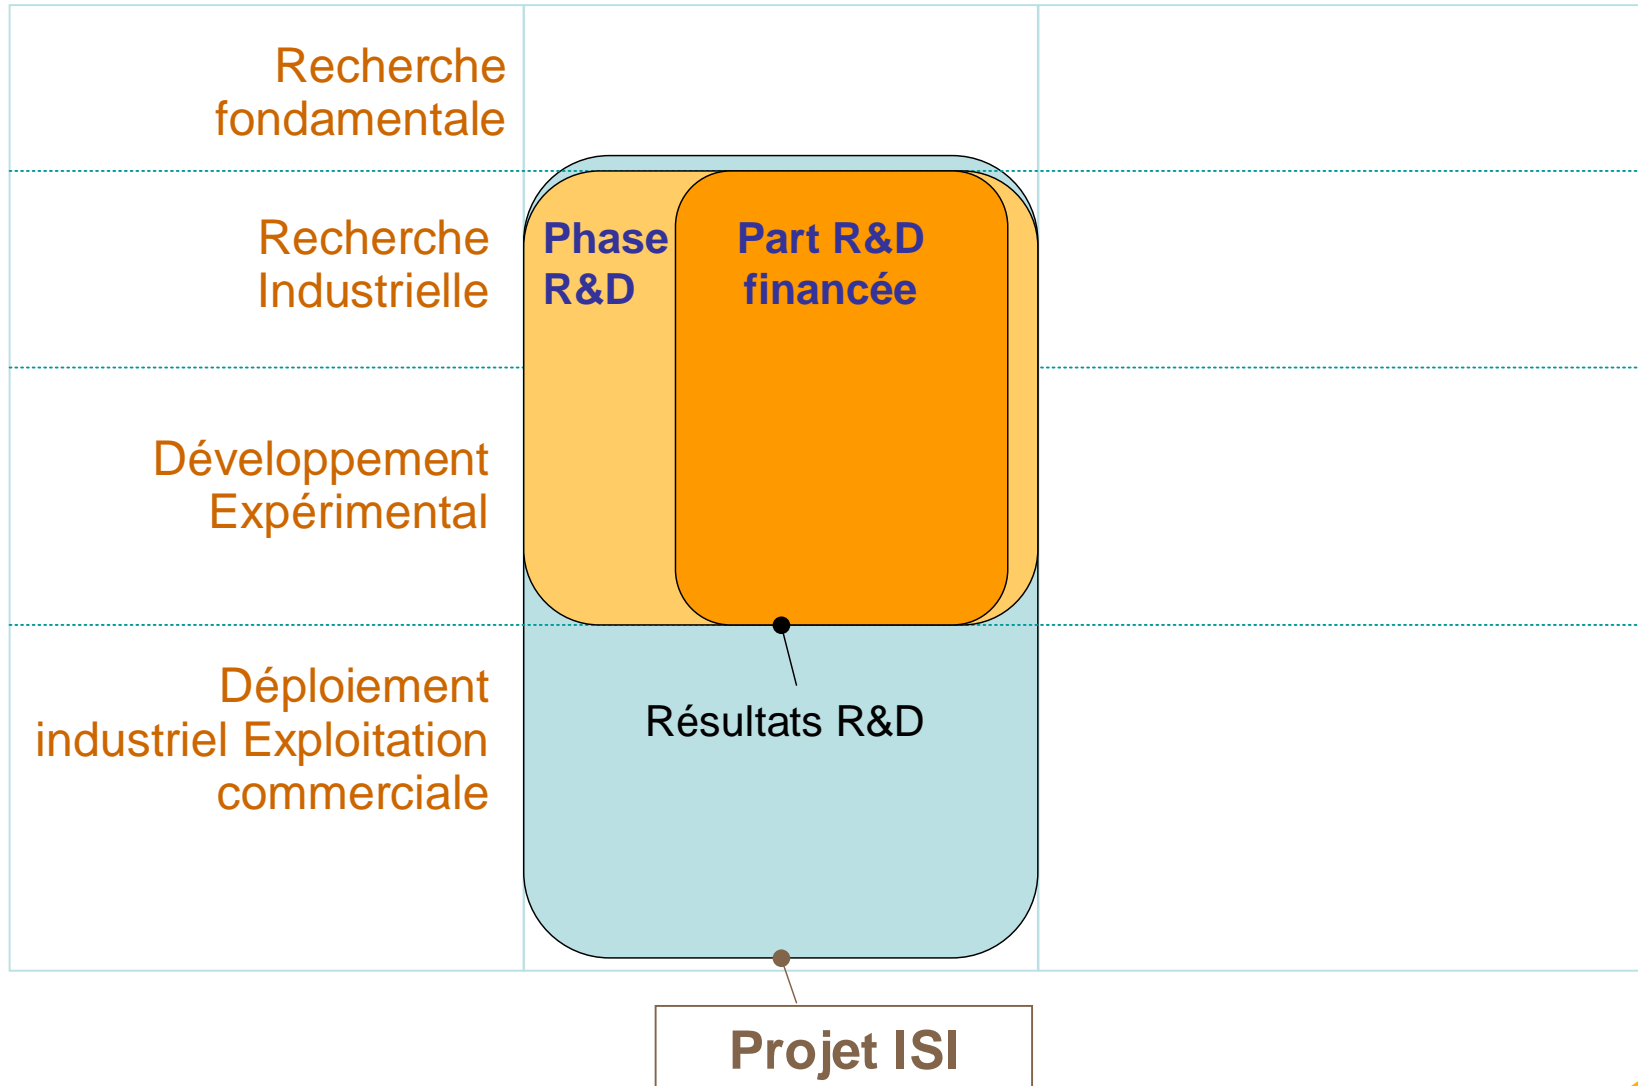 Recherche
fondamentale
Recherche
Industrielle
Phase
R&D
Part R&D
financée
Développement
Expérimental
Déploiement
industriel Exploitation
commerciale
Résultats R&D
Projet ISI